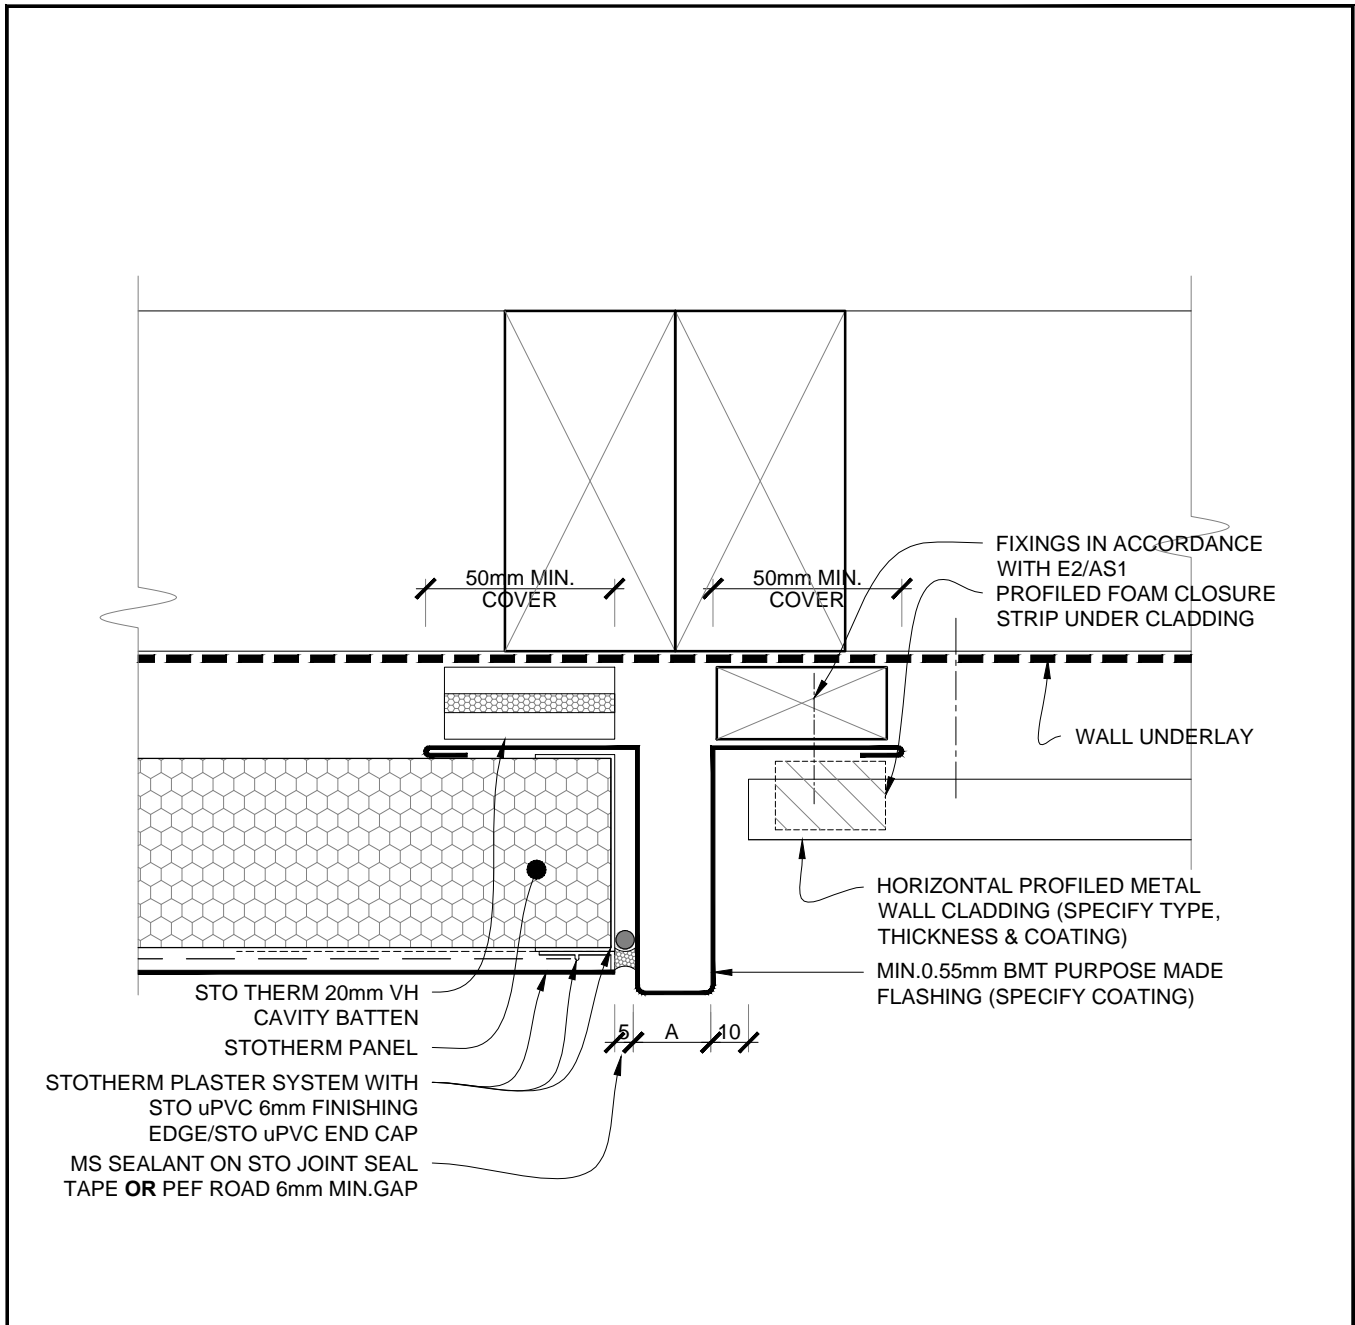 FIXINGS IN ACCORDANCE
WITH E2/AS1
PROFILED FOAM CLOSURE
STRIP UNDER CLADDING
50mm MIN.
COVER
50mm MIN.
COVER
WALL UNDERLAY
HORIZONTAL PROFILED METAL
WALL CLADDING (SPECIFY TYPE,
THICKNESS & COATING)
MIN.0.55mm BMT PURPOSE MADE
FLASHING (SPECIFY COATING)
STO THERM 20mm VH
CAVITY BATTEN
STOTHERM PANEL
STOTHERM PLASTER SYSTEM WITH
STO uPVC 6mm FINISHING
EDGE/STO uPVC END CAP
MS SEALANT ON STO JOINT SEAL
TAPE OR PEF ROAD 6mm MIN.GAP
5 A 10